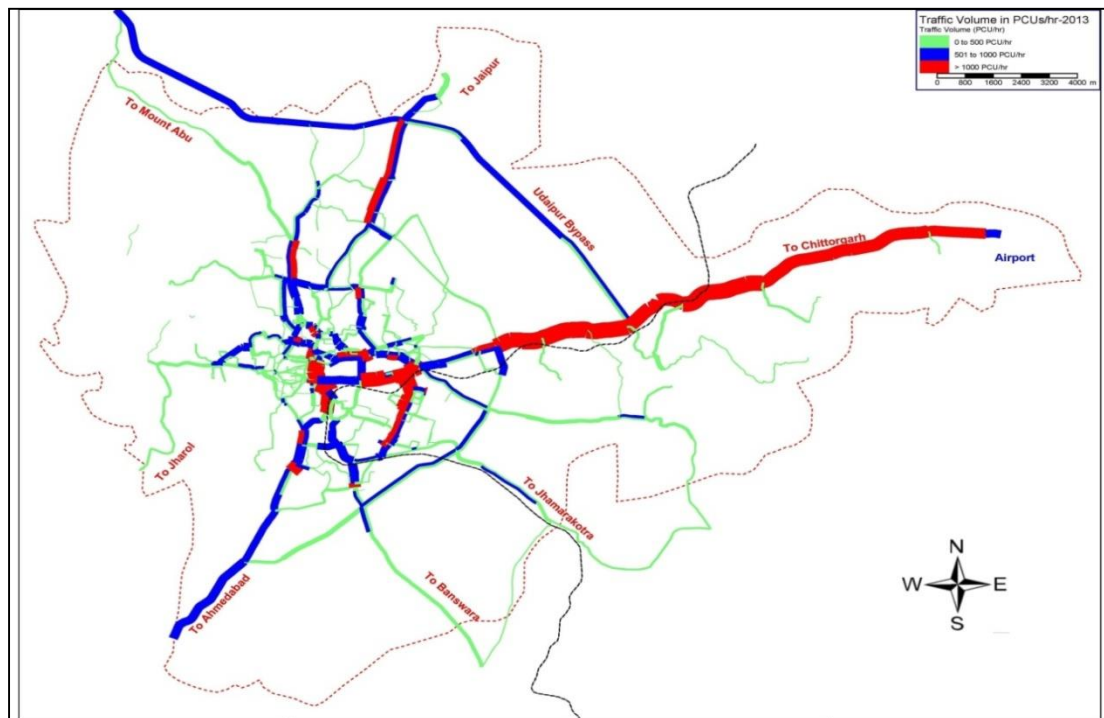 Traffic Volume in PCUs/hr-2013
Traffic Volume (PCU/hr)
0 to 500 PCU/hr
501 to 1000 PCU/hr
> 1000 PCU/hr
0 800 1600 2400 3200 4000 m
To Jaipur
To Mount Abu
Udaipur Bypass
To Chittorgarh
Airport
To Jharol
To Jhamarakotra
To Ahmedabad
To Banswara
N
W E
S